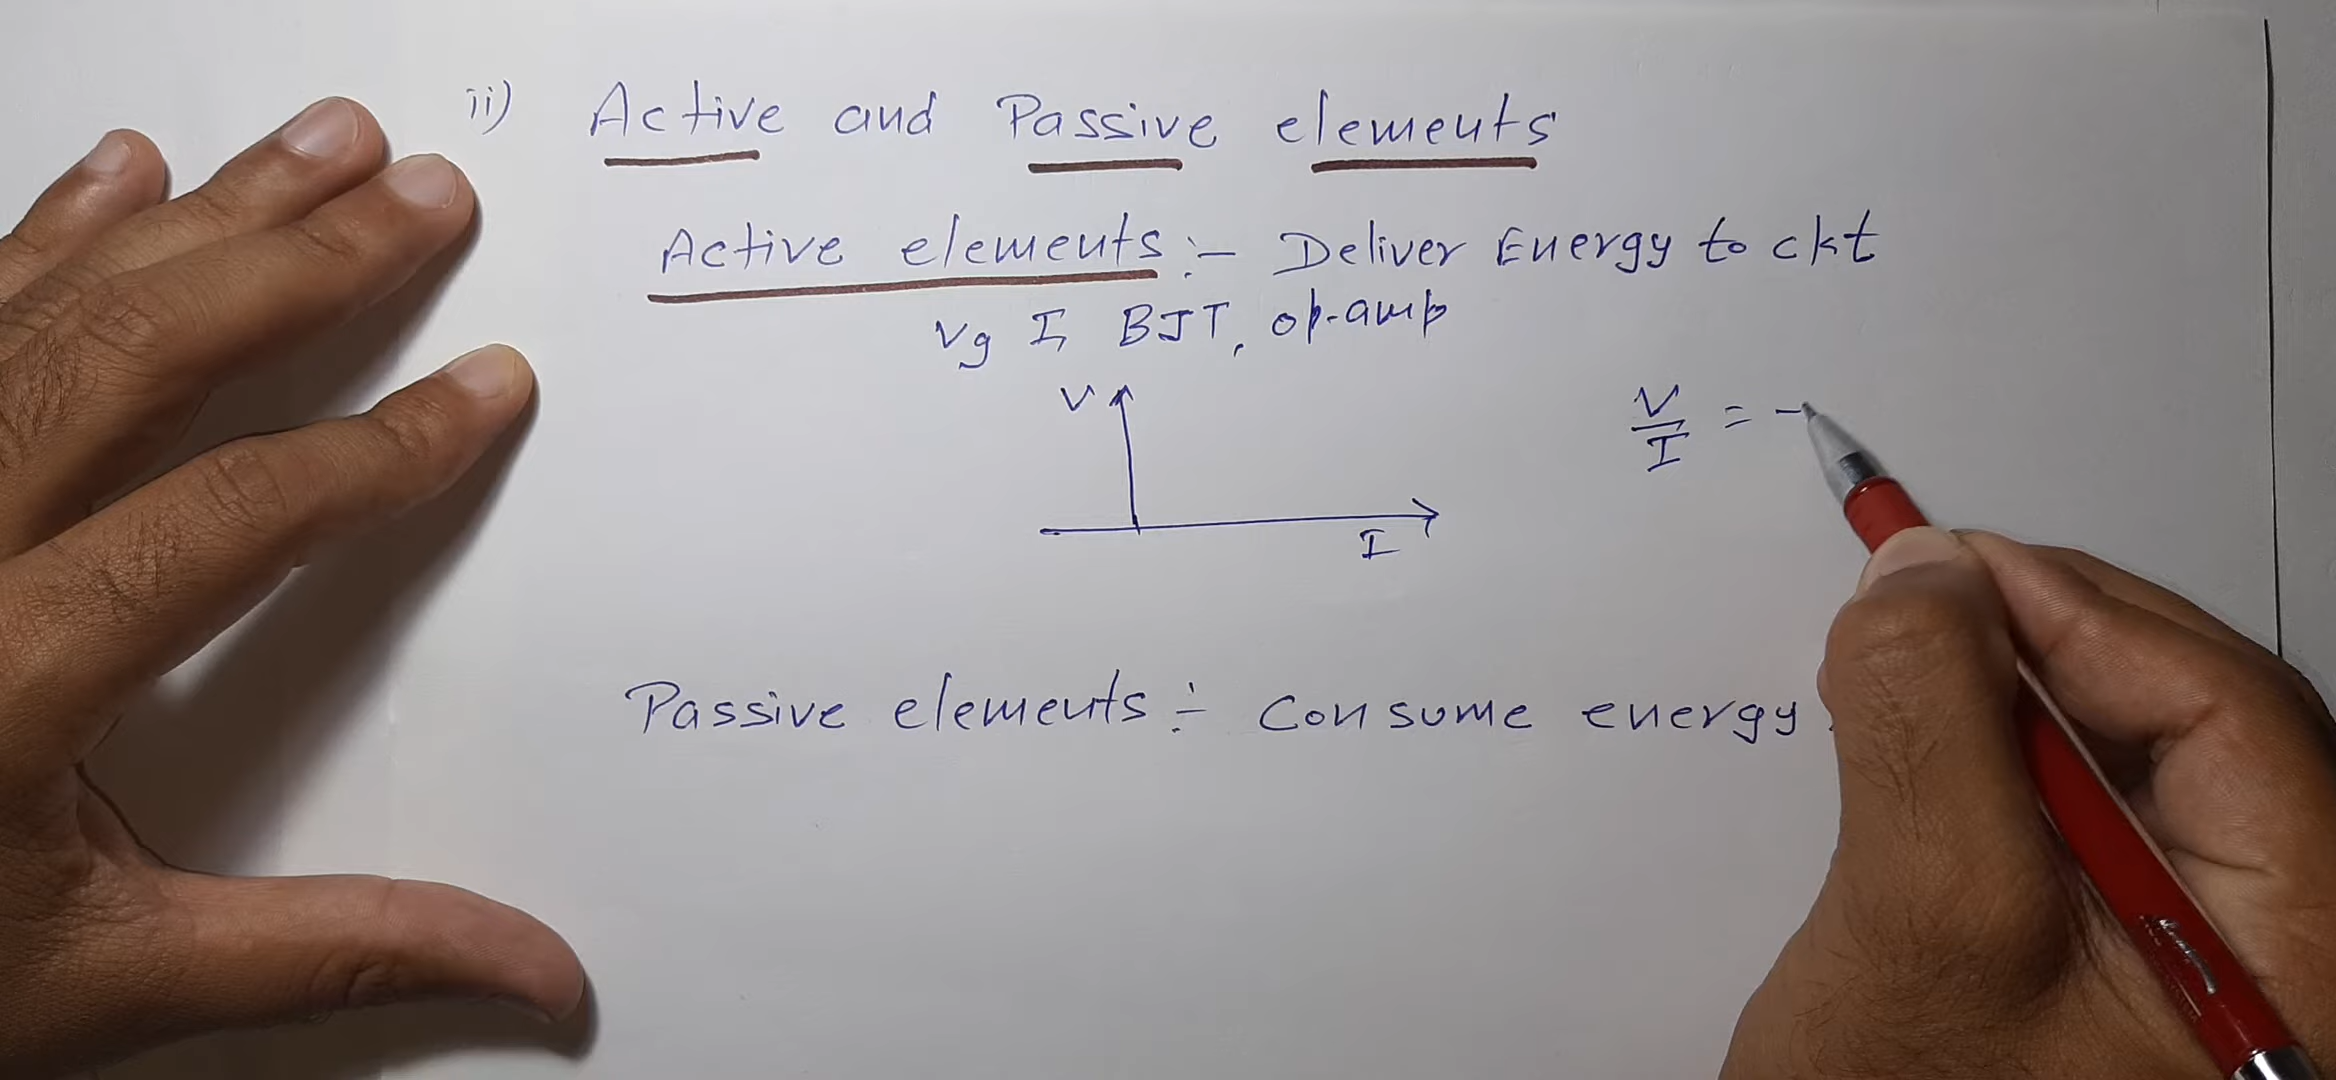 ii) Active and Passive elements
Active elements :- Deliver Energy to ckt
Vg I, BJT, op-amp
V
V/I = -
I
Passive elements :- Consume energy